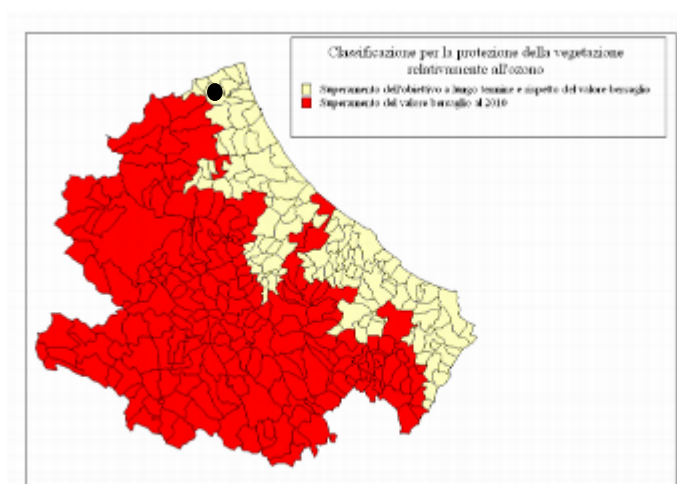 Classificazione per la protezione della vegetazione
relativamente all'ozono
Superamento dell'obiettivo a lungo termine e rispetto del valore bersaglio
Superamento del valore bersaglio al 2010